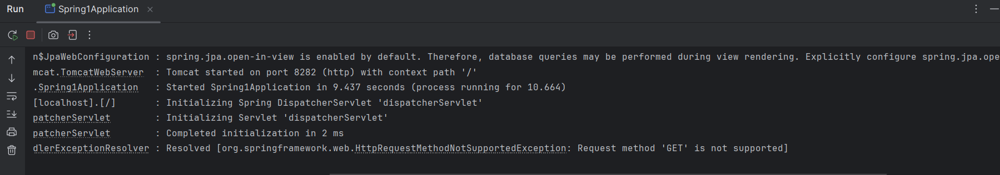 Run Spring1Application
n$JpaWebConfiguration : spring.jpa.open-in-view is enabled by default. Therefore, database queries may be performed during view rendering. Explicitly configure spring.jpa.ope
mcat.TomcatWebServer : Tomcat started on port 8282 (http) with context path '/'
.Spring1Application : Started Spring1Application in 9.437 seconds (process running for 10.664)
[localhost].[/] : Initializing Spring DispatcherServlet 'dispatcherServlet'
patcherServlet : Initializing Servlet 'dispatcherServlet'
patcherServlet : Completed initialization in 2 ms
dlerExceptionResolver : Resolved [org.springframework.web.HttpRequestMethodNotSupportedException: Request method 'GET' is not supported]